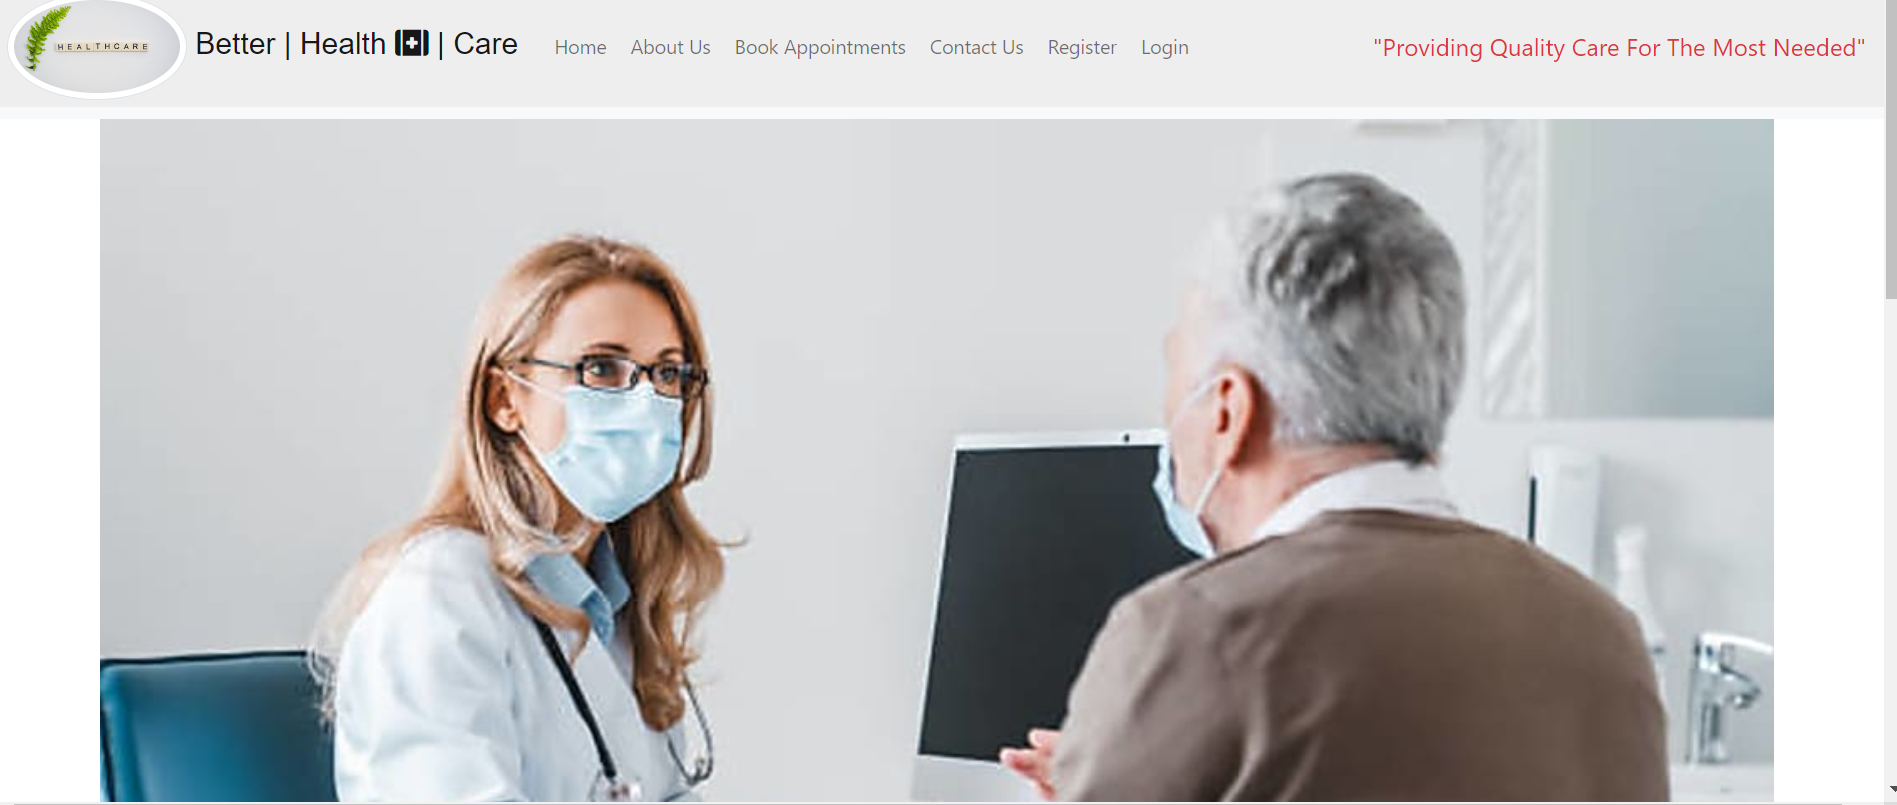 HEALTHCARE
Better | Health | Care
Home About Us Book Appointments Contact Us Register Login
"Providing Quality Care For The Most Needed"